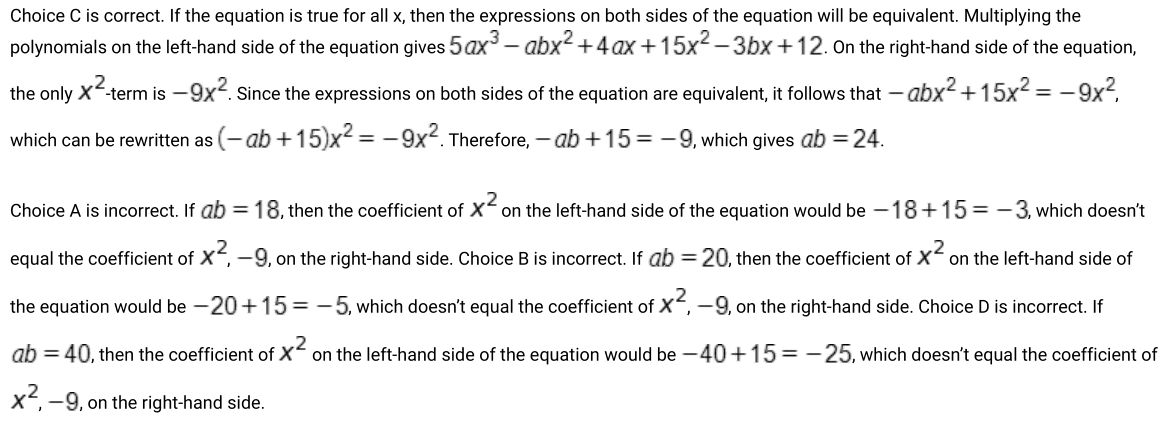 Choice C is correct. If the equation is true for all x, then the expressions on both sides of the equation will be equivalent. Multiplying the
polynomials on the left-hand side of the equation gives 5ax³ – abx² + 4ax + 15x² – 3bx + 12. On the right-hand side of the equation,
the only x²-term is –9x². Since the expressions on both sides of the equation are equivalent, it follows that – abx² + 15x² = –9x²,
which can be rewritten as (– ab + 15)x² = –9x². Therefore, – ab + 15 = –9, which gives ab = 24.
Choice A is incorrect. If ab = 18, then the coefficient of x² on the left-hand side of the equation would be –18 + 15 = –3, which doesn't
equal the coefficient of x², –9, on the right-hand side. Choice B is incorrect. If ab = 20, then the coefficient of x² on the left-hand side of
the equation would be –20 + 15 = –5, which doesn't equal the coefficient of x², –9, on the right-hand side. Choice D is incorrect. If
ab = 40, then the coefficient of x² on the left-hand side of the equation would be –40 + 15 = –25, which doesn't equal the coefficient of
x², –9, on the right-hand side.